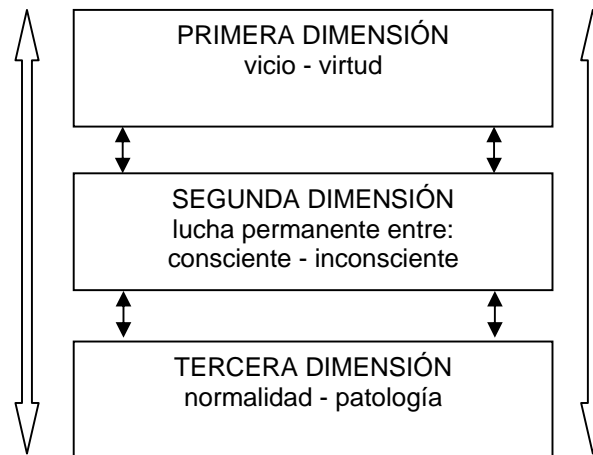 PRIMERA DIMENSIÓN
vicio - virtud
SEGUNDA DIMENSIÓN
lucha permanente entre:
consciente - inconsciente
TERCERA DIMENSIÓN
normalidad - patología